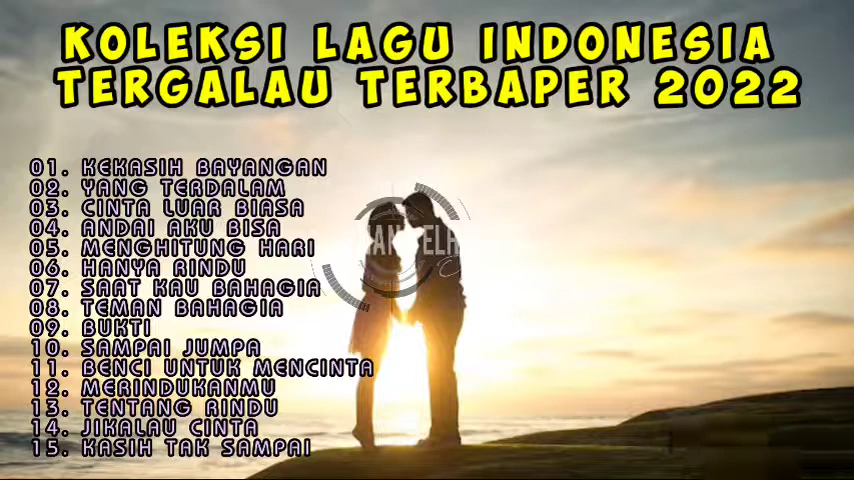 KOLEKSI LAGU INDONESIA
TERGALAU TERBAPER 2022
01. KEKASIH BAYANGAN
02. YANG TERDALAM
03. CINTA LUAR BIASA
04. ANDAI AKU BISA
05. MENGHITUNG HARI
06. HANYA RINDU
07. SAAT KAU BAHAGIA
08. TEMAN BAHAGIA
09. BUKTI
10. SAMPAI JUMPA
11. BENCI UNTUK MENCINTA
12. MERINDUKANMU
13. TENTANG RINDU
14. JIKALAU CINTA
15. KASIH TAK SAMPAI